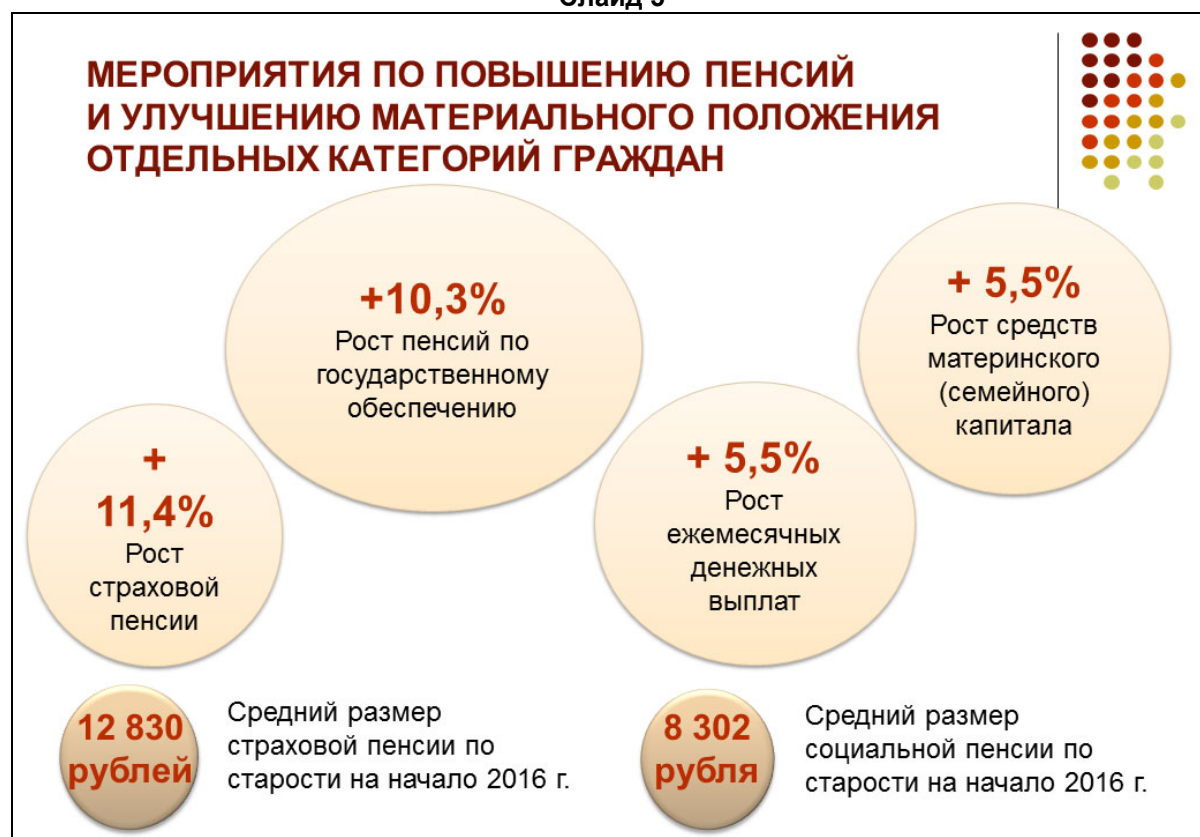 МЕРОПРИЯТИЯ ПО ПОВЫШЕНИЮ ПЕНСИЙ
И УЛУЧШЕНИЮ МАТЕРИАЛЬНОГО ПОЛОЖЕНИЯ
ОТДЕЛЬНЫХ КАТЕГОРИЙ ГРАЖДАН
+10,3%
Рост пенсий по
государственному
обеспечению
+ 5,5%
Рост средств
материнского
(семейного)
капитала
+
11,4%
Рост
страховой
пенсии
+ 5,5%
Рост
ежемесячных
денежных
выплат
12 830
рублей
Средний размер
страховой пенсии по
старости на начало 2016 г.
8 302
рубля
Средний размер
социальной пенсии по
старости на начало 2016 г.